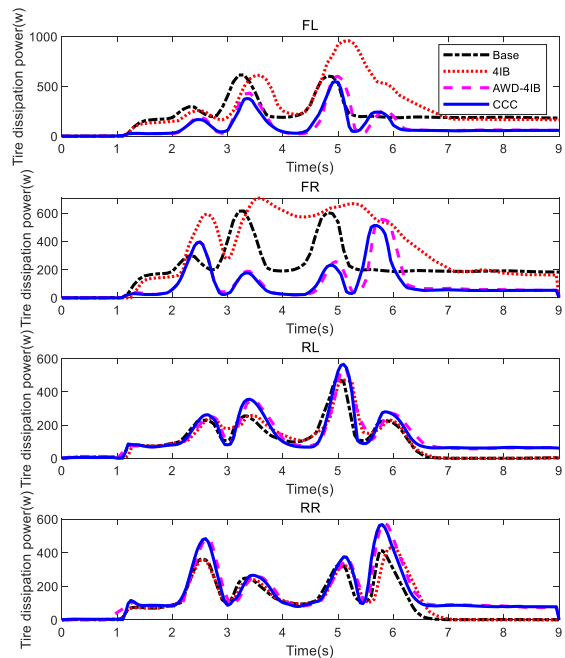 FL
Tire dissipation power(w)
1000
500
0
Base
4IB
AWD-4IB
CCC
0 1 2 3 4 5 6 7 8 9
Time(s)
FR
Tire dissipation power(w)
600
400
200
0
0 1 2 3 4 5 6 7 8 9
Time(s)
RL
Tire dissipation power(w)
600
400
200
0
0 1 2 3 4 5 6 7 8 9
Time(s)
RR
Tire dissipation power(w)
600
400
200
0
0 1 2 3 4 5 6 7 8 9
Time(s)